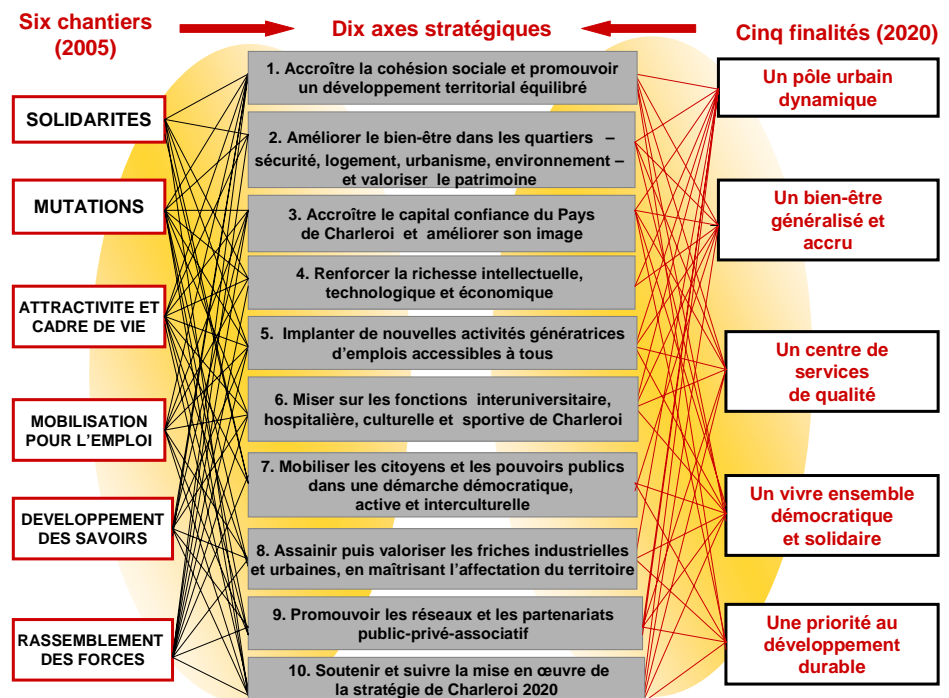 Six chantiers
(2005)
Dix axes stratégiques
Cinq finalités (2020)
SOLIDARITES
MUTATIONS
ATTRACTIVITE ET
CADRE DE VIE
MOBILISATION
POUR L’EMPLOI
DEVELOPPEMENT
DES SAVOIRS
RASSEMBLEMENT
DES FORCES
1. Accroître la cohésion sociale et promouvoir
un développement territorial équilibré
2. Améliorer le bien-être dans les quartiers –
sécurité, logement, urbanisme, environnement –
et valoriser le patrimoine
3. Accroître le capital confiance du Pays
de Charleroi et améliorer son image
4. Renforcer la richesse intellectuelle,
technologique et économique
5. Implanter de nouvelles activités génératrices
d’emplois accessibles à tous
6. Miser sur les fonctions interuniversitaire,
hospitalière, culturelle et sportive de Charleroi
7. Mobiliser les citoyens et les pouvoirs publics
dans une démarche démocratique,
active et interculturelle
8. Assainir puis valoriser les friches industrielles
et urbaines, en maîtrisant l’affectation du territoire
9. Promouvoir les réseaux et les partenariats
public-privé-associatif
10. Soutenir et suivre la mise en œuvre de
la stratégie de Charleroi 2020
Un pôle urbain
dynamique
Un bien-être
généralisé et
accru
Un centre de
services
de qualité
Un vivre ensemble
démocratique
et solidaire
Une priorité au
développement
durable